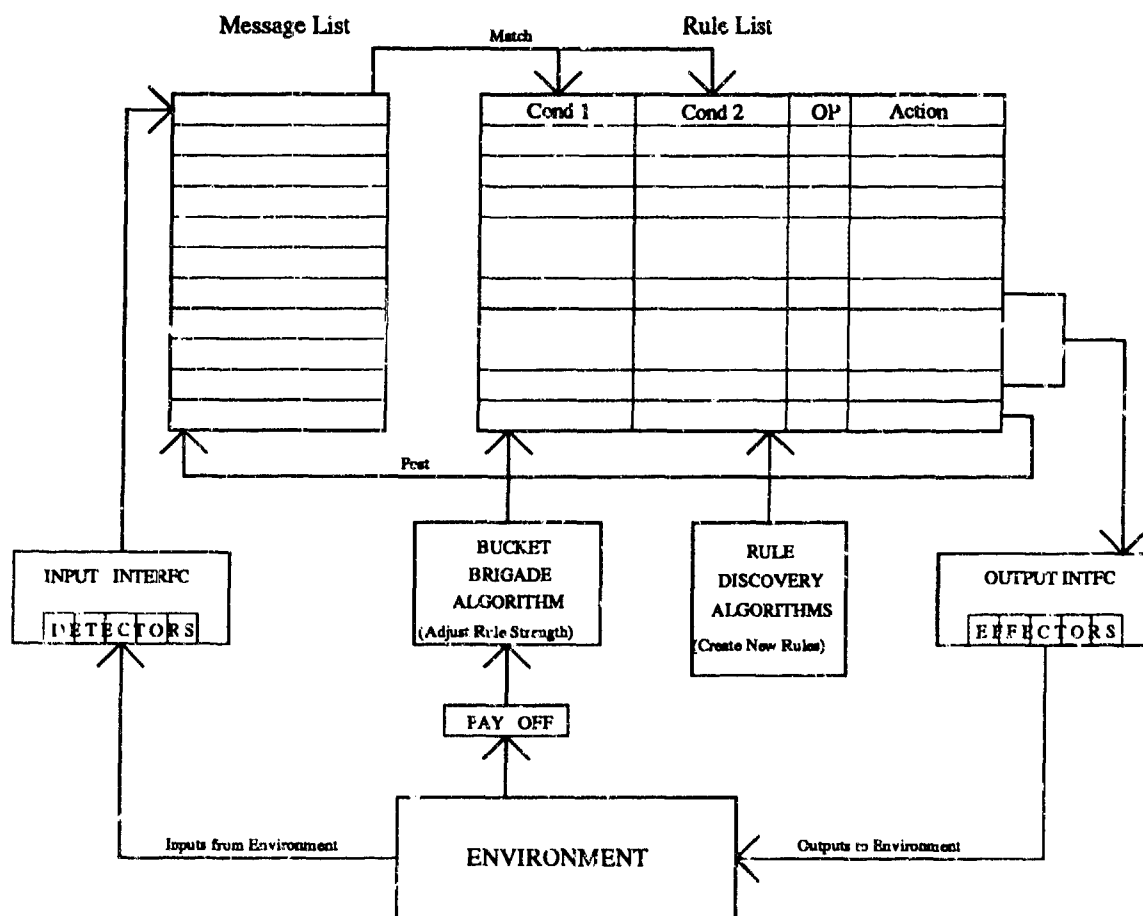 Message List
Rule List
Match
Cond 1
Cond 2
OP
Action
Post
INPUT INTERFC
DETECTORS
BUCKET
BRIGADE
ALGORITHM
(Adjust Rule Strength)
RULE
DISCOVERY
ALGORITHMS
(Create New Rules)
OUTPUT INTFC
EFFECTORS
PAY OFF
Inputs from Environment
ENVIRONMENT
Outputs to Environment